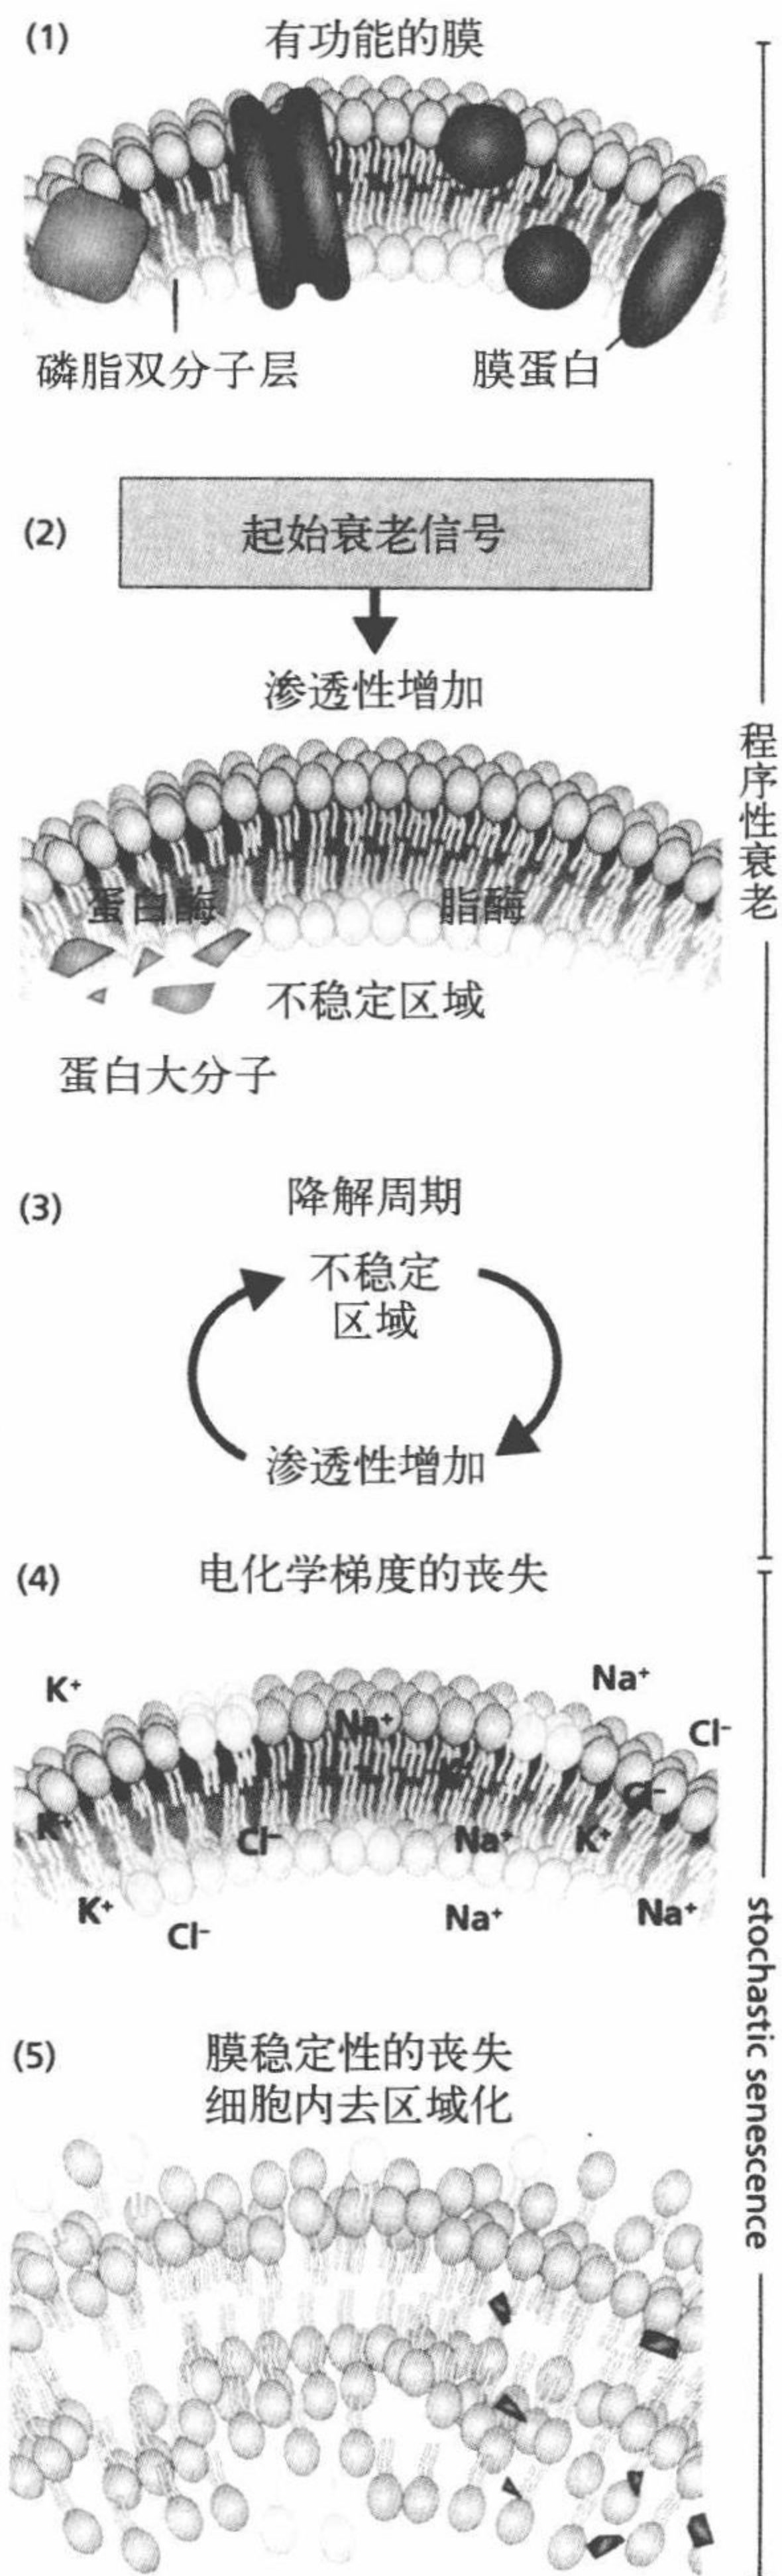 (1) 有功能的膜
磷脂双分子层 膜蛋白
(2) 起始衰老信号
渗透性增加
蛋白酶 脂酶
不稳定区域
蛋白大分子
(3) 降解周期
不稳定
区域
渗透性增加
程序性衰老
(4) 电化学梯度的丧失
K⁺ Na⁺
Na⁺ Cl⁻
K⁺ Cl⁻
K⁺ Cl⁻ Na⁺ K⁺
K⁺ Cl⁻ Na⁺ Na⁺
(5) 膜稳定性的丧失
细胞内去区域化
stochastic senescence